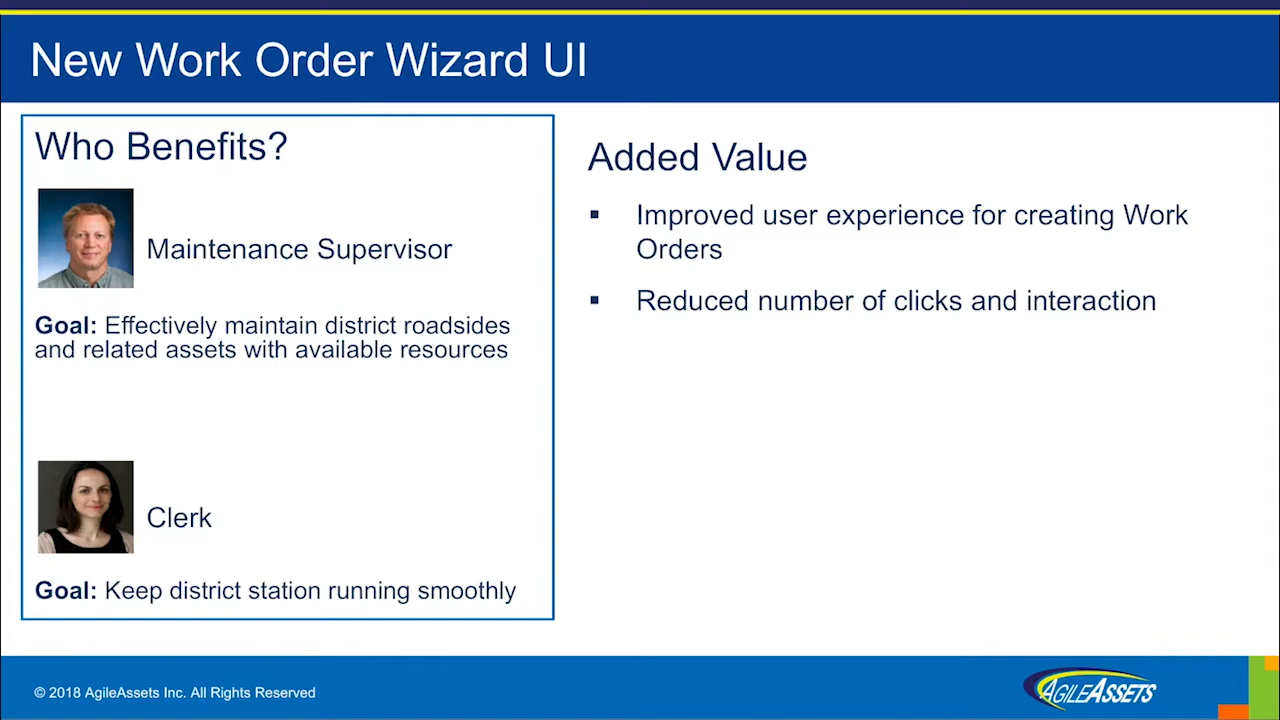 New Work Order Wizard UI
Who Benefits?
Maintenance Supervisor
Goal: Effectively maintain district roadsides
and related assets with available resources
Clerk
Goal: Keep district station running smoothly
Added Value
▪ Improved user experience for creating Work
Orders
▪ Reduced number of clicks and interaction
© 2018 AgileAssets Inc. All Rights Reserved
AGILEASSETS